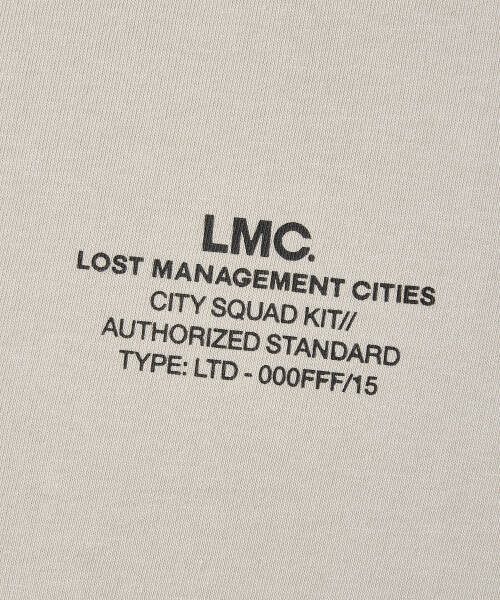 LMC.
LOST MANAGEMENT CITIES
CITY SQUAD KIT//
AUTHORIZED STANDARD
TYPE: LTD - 000FFF/15